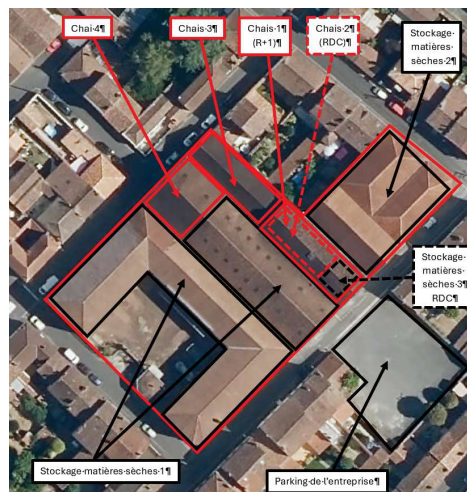 Chai·4¶
Chais·3¶
Chais·1¶
(R+1)¶
Chais·2¶
(RDC)¶
Stockage·
matières·
sèches·2¶
Stockage·
matières·
sèches·3¶
RDC¶
Stockage·matières·sèches·1¶
Parking·de·l'entreprise¶